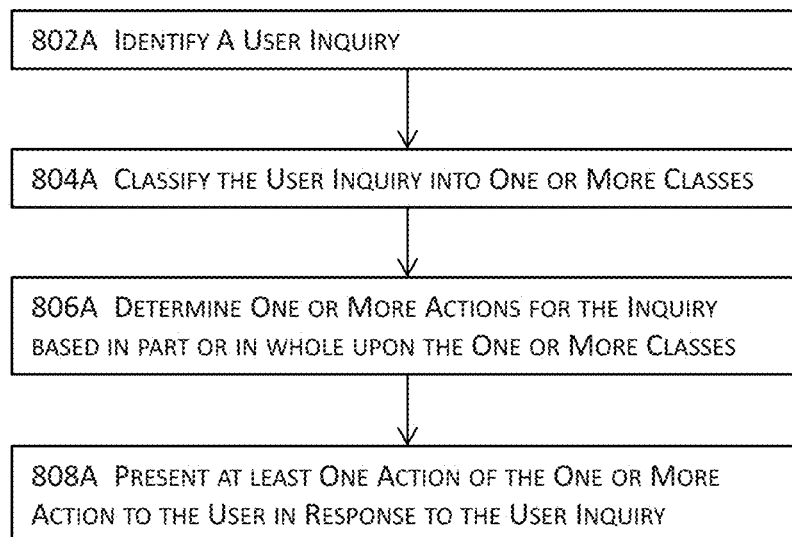 802A IDENTIFY A USER INQUIRY
804A CLASSIFY THE USER INQUIRY INTO ONE OR MORE CLASSES
806A DETERMINE ONE OR MORE ACTIONS FOR THE INQUIRY
BASED IN PART OR IN WHOLE UPON THE ONE OR MORE CLASSES
808A PRESENT AT LEAST ONE ACTION OF THE ONE OR MORE
ACTION TO THE USER IN RESPONSE TO THE USER INQUIRY